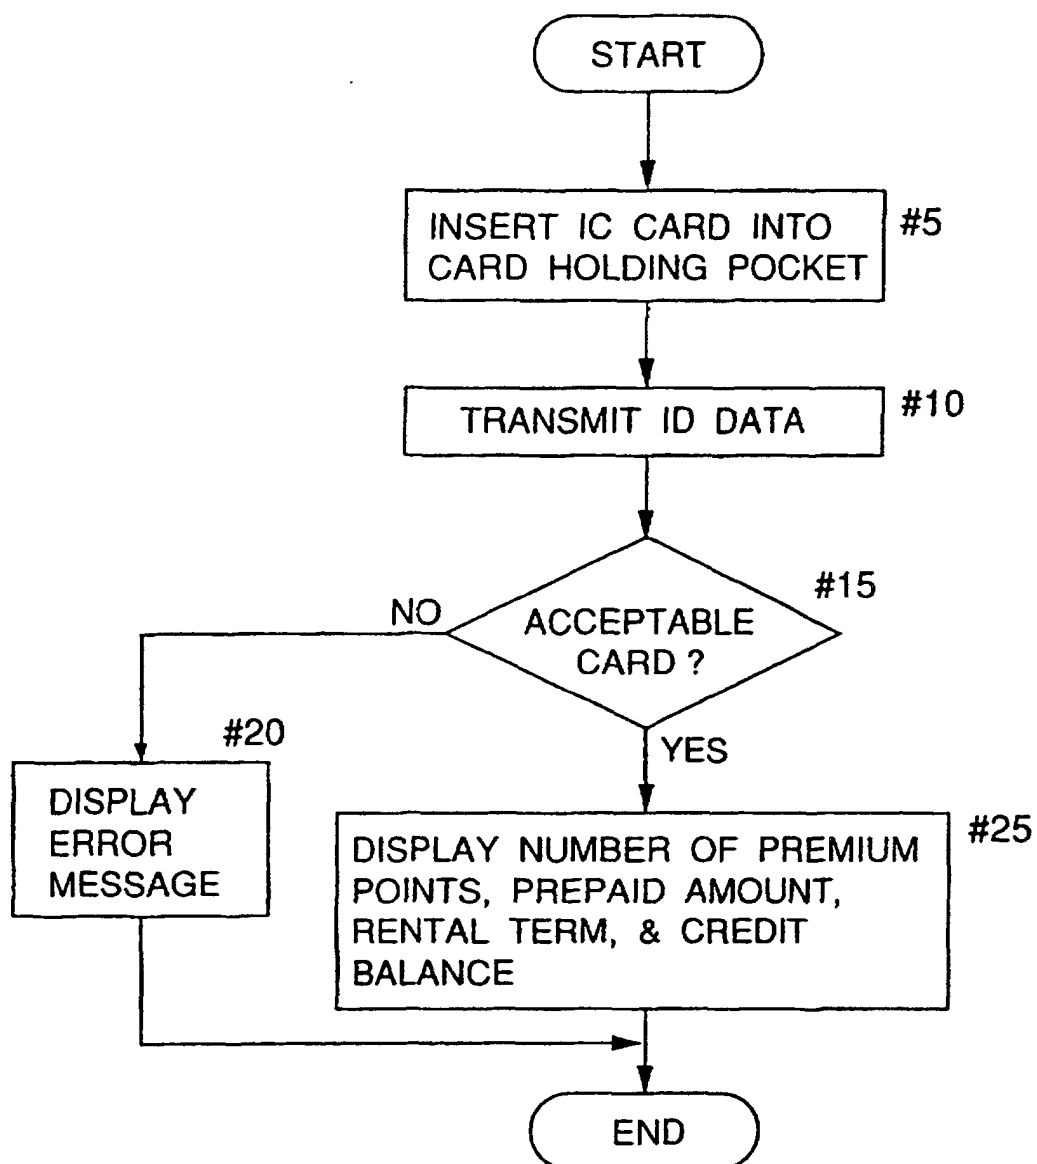 START
INSERT IC CARD INTO
CARD HOLDING POCKET
#5
TRANSMIT ID DATA
#10
ACCEPTABLE
CARD?
#15
NO
YES
#20
DISPLAY
ERROR
MESSAGE
#25
DISPLAY NUMBER OF PREMIUM
POINTS, PREPAID AMOUNT,
RENTAL TERM, & CREDIT
BALANCE
END